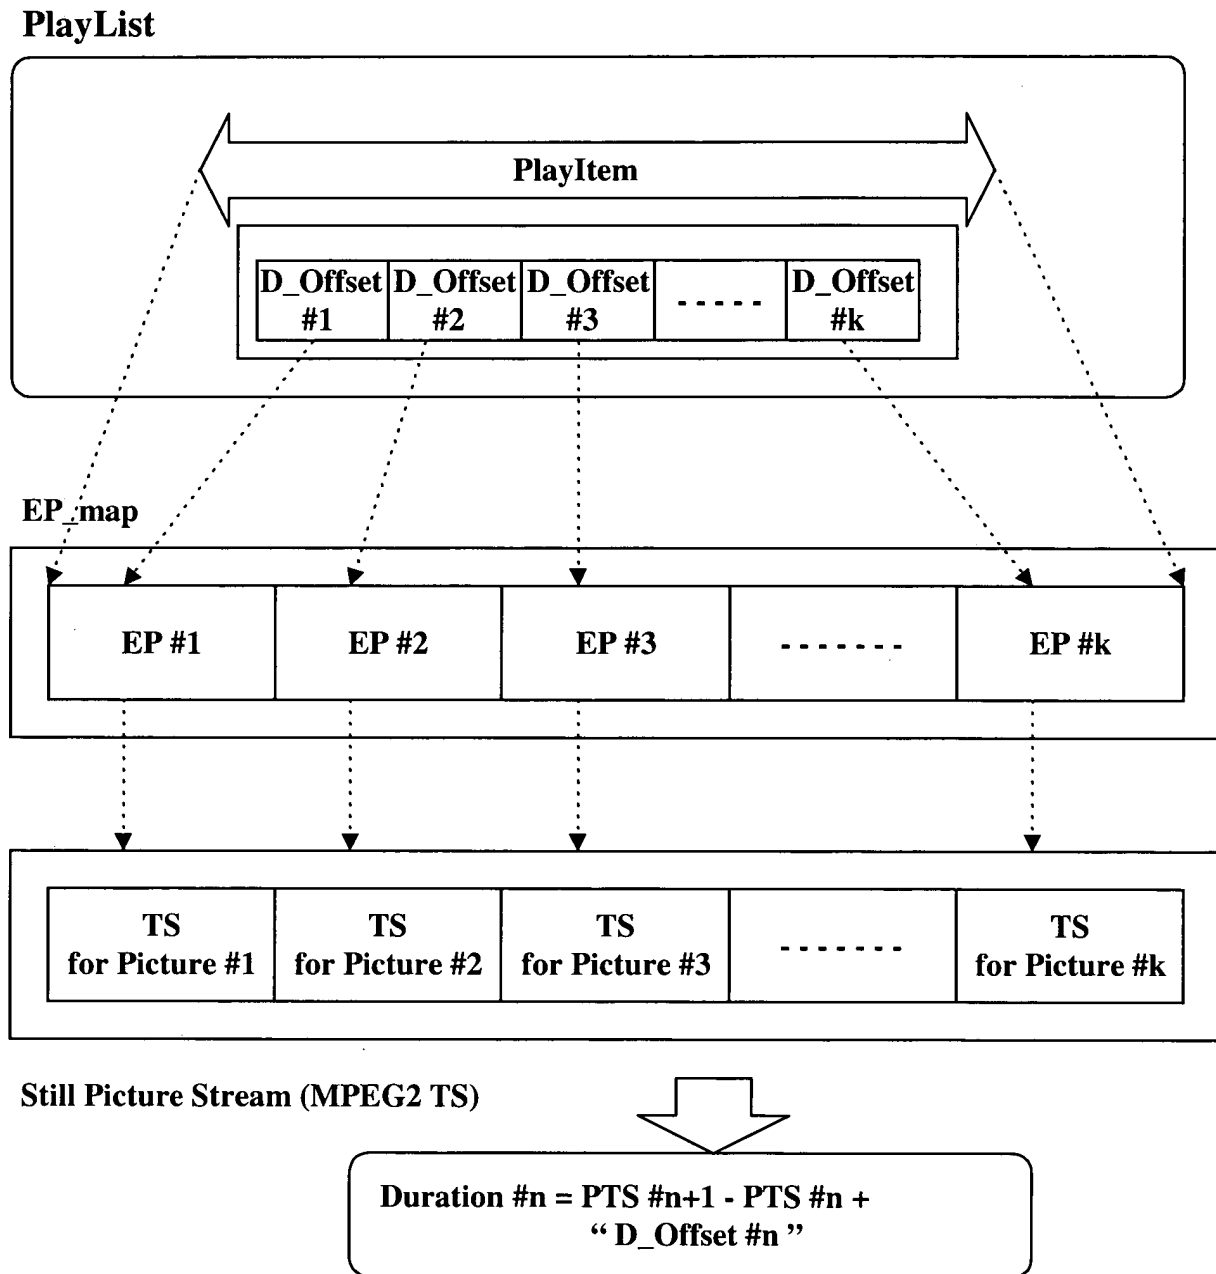 PlayList
PlayItem
D_Offset D_Offset D_Offset ----- D_Offset
#1 #2 #3 #k
EP_map
EP #1 EP #2 EP #3 ------- EP #k
TS TS TS ------- TS
for Picture #1 for Picture #2 for Picture #3 for Picture #k
Still Picture Stream (MPEG2 TS)
Duration #n = PTS #n+1 - PTS #n +
“ D_Offset #n ”